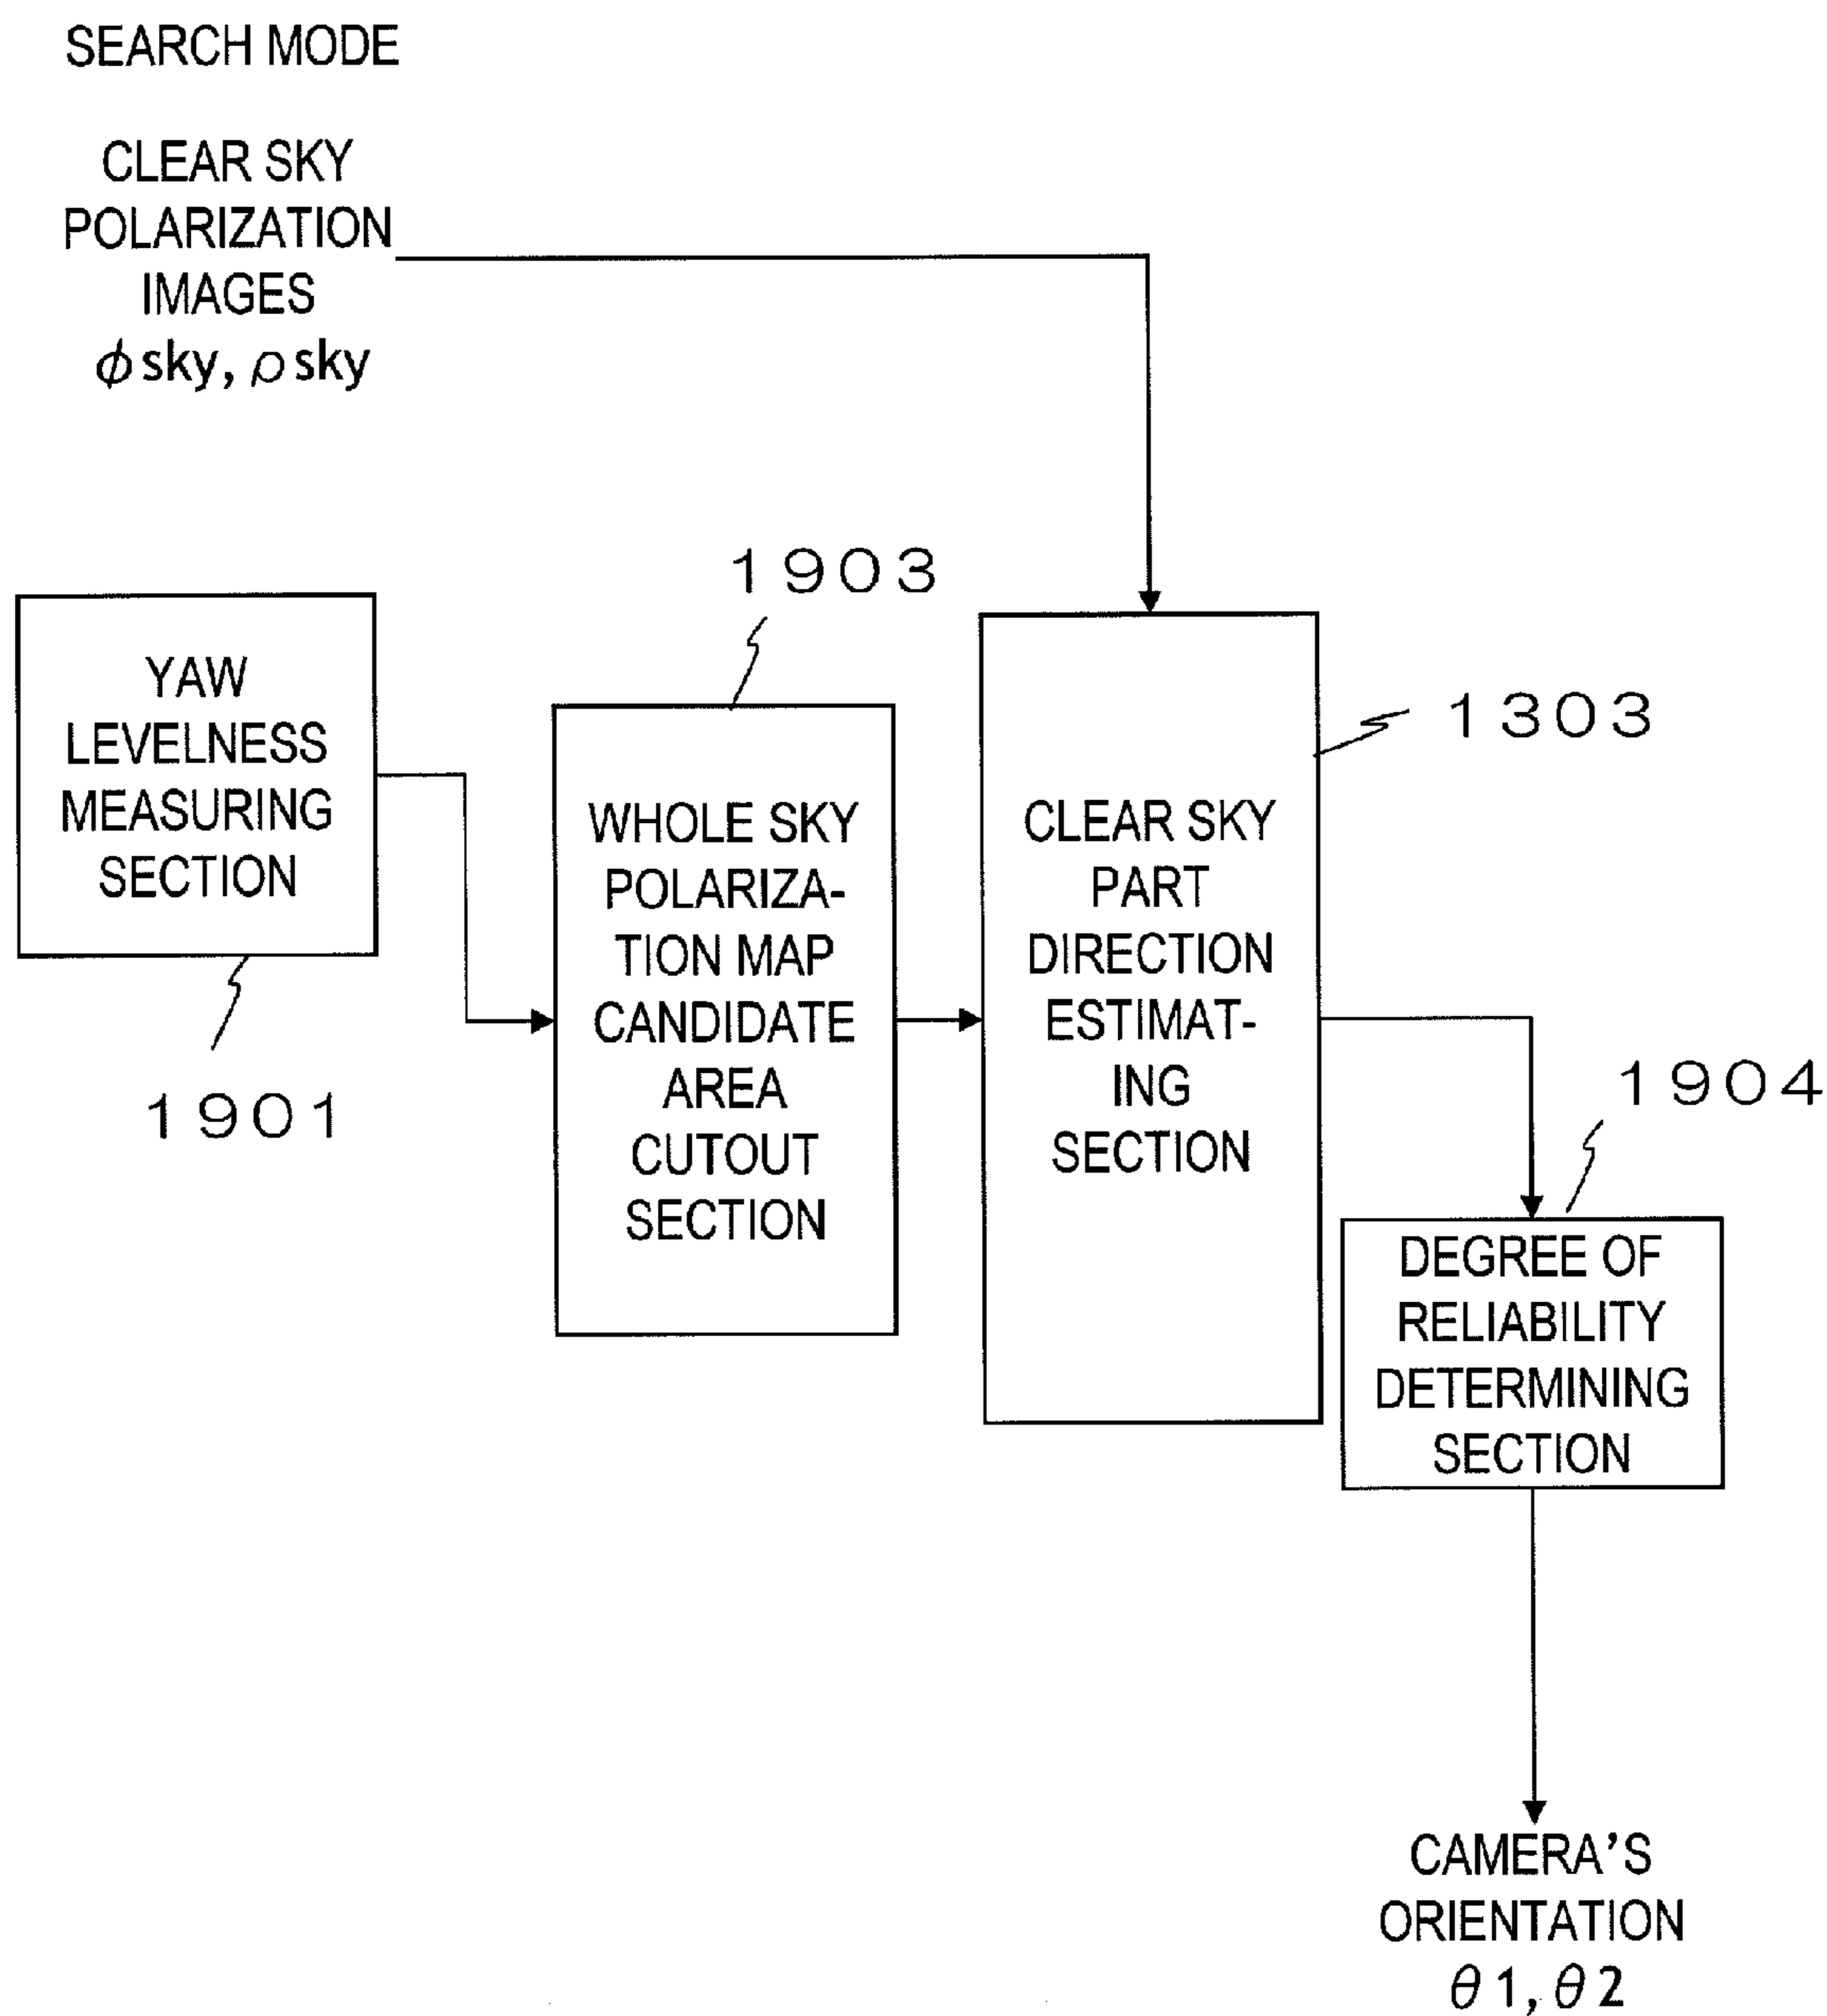 SEARCH MODE
CLEAR SKY
POLARIZATION
IMAGES
φsky, ρsky
1903
YAW
LEVELNESS
MEASURING
SECTION
1901
WHOLE SKY
POLARIZA-
TION MAP
CANDIDATE
AREA
CUTOUT
SECTION
1303
CLEAR SKY
PART
DIRECTION
ESTIMAT-
ING
SECTION
1904
DEGREE OF
RELIABILITY
DETERMINING
SECTION
CAMERA'S
ORIENTATION
θ1, θ2